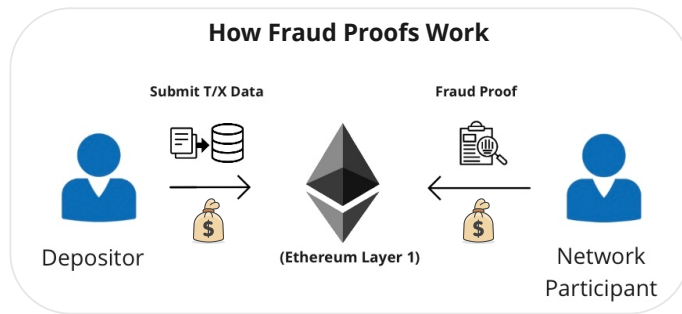 How Fraud Proofs Work
Submit T/X Data
Fraud Proof
$
$
Depositor
(Ethereum Layer 1)
Network
Participant